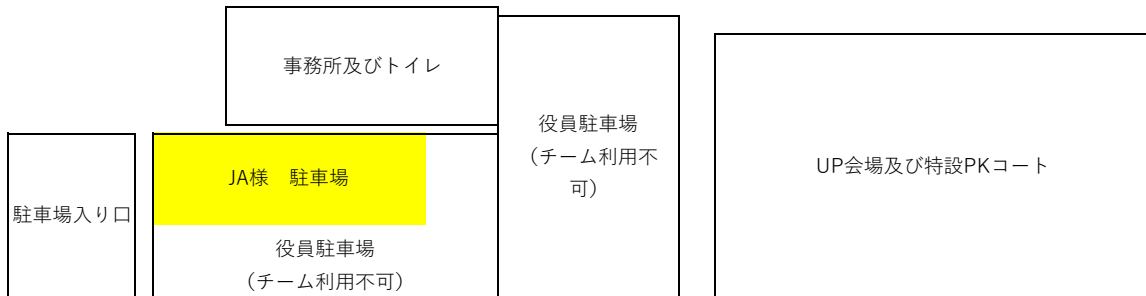 事務所及びトイレ
役員駐車場
（チーム利用不
可）
UP会場及び特設PKコート
JA様　駐車場
駐車場入り口
役員駐車場
（チーム利用不可）